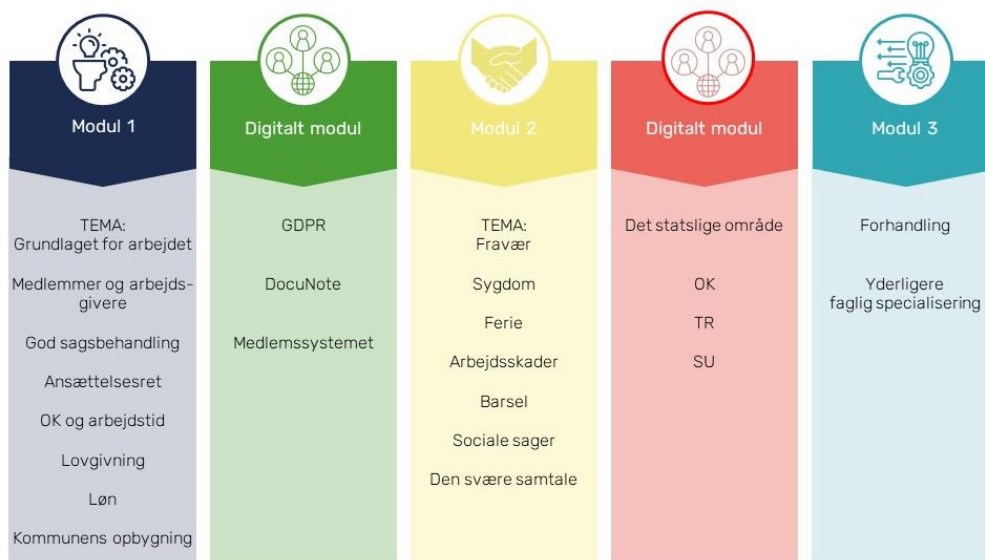 Modul 1
TEMA:
Grundlaget for arbejdet
Medlemmer og arbejds-
givere
God sagsbehandling
Ansættelsesret
OK og arbejdstid
Lovgivning
Løn
Kommunens opbygning
Digitalt modul
GDPR
DocuNote
Medlemssystemet
Modul 2
TEMA:
Fravær
Sygdom
Ferie
Arbejdsskader
Barsel
Sociale sager
Den svære samtale
Digitalt modul
Det statslige område
OK
TR
SU
Modul 3
Forhandling
Yderligere
faglig specialisering